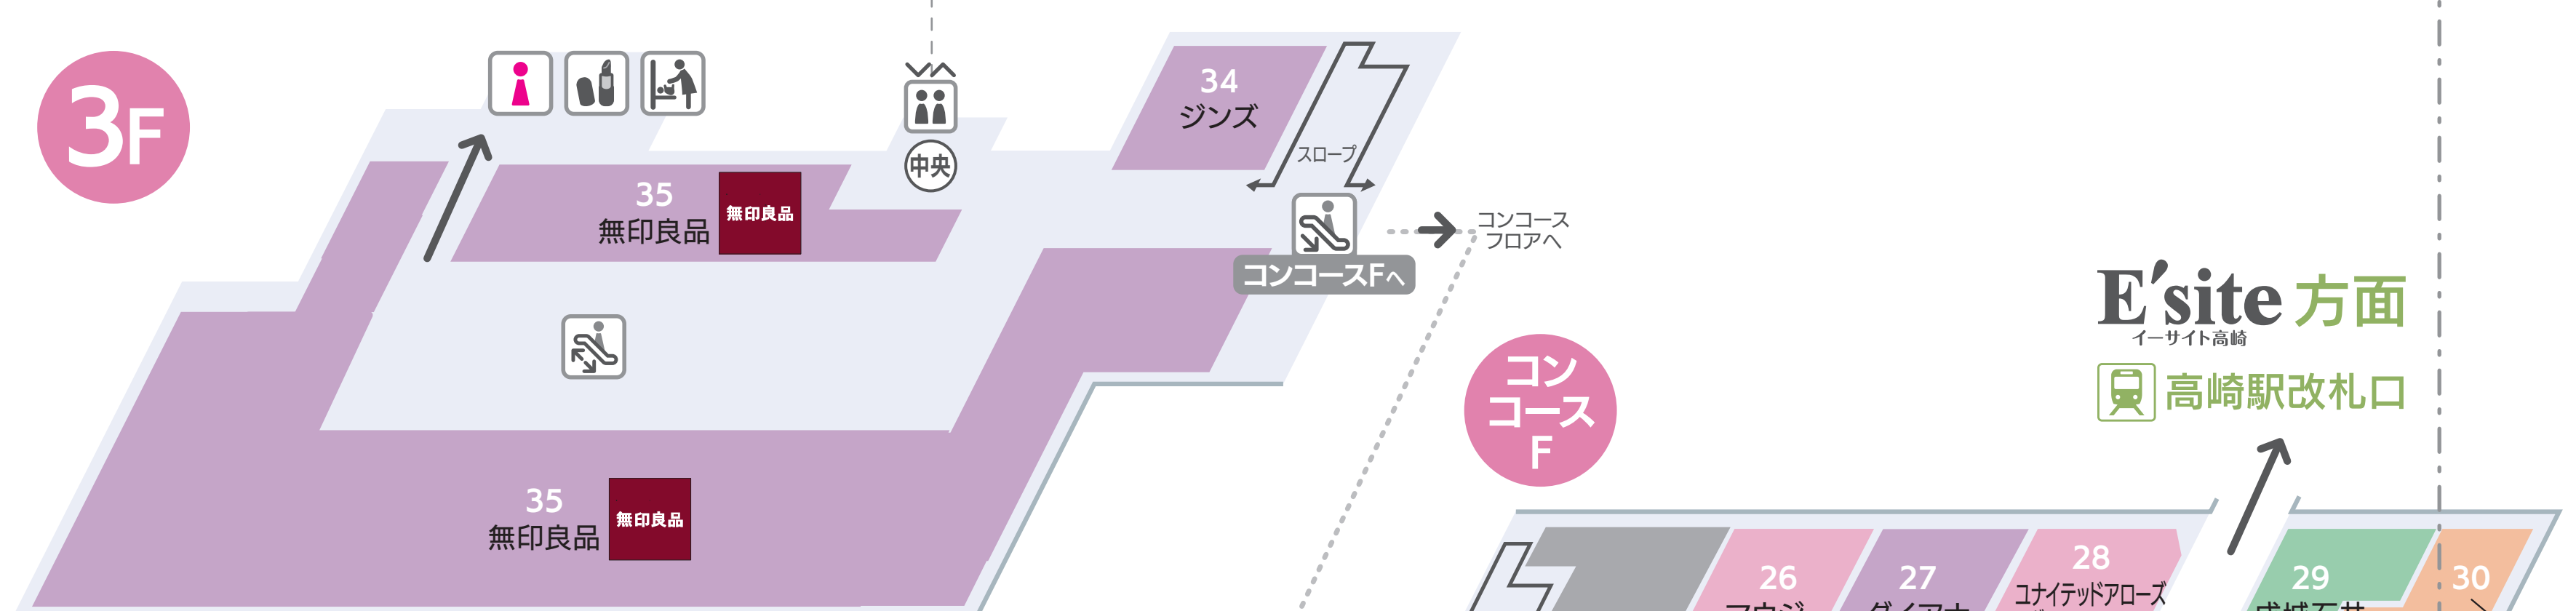 3F
34
ジンズ
スロープ
中央
35
無印良品
無印良品
コンコース
フロアへ
コンコースFへ
E'site 方面
イーサイト高崎
高崎駅改札口
コン
コース
F
35
無印良品
無印良品
26
27
28
ユナイテッドアローズ
29
30